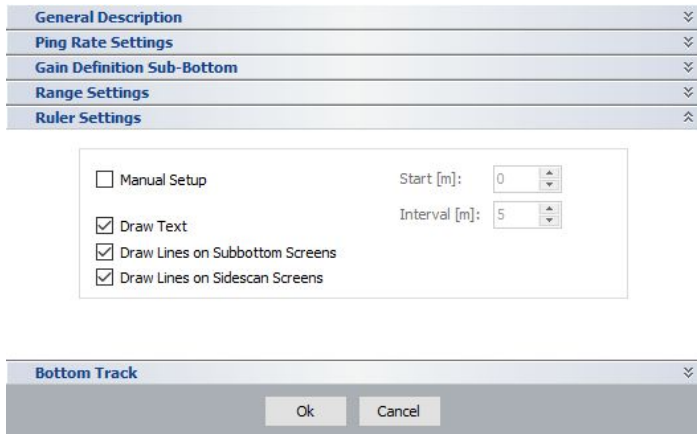 General Description
Ping Rate Settings
Gain Definition Sub-Bottom
Range Settings
Ruler Settings
Manual Setup
Start [m]: 0
Interval [m]: 5
Draw Text
Draw Lines on Subbottom Screens
Draw Lines on Sidescan Screens
Bottom Track
Ok Cancel